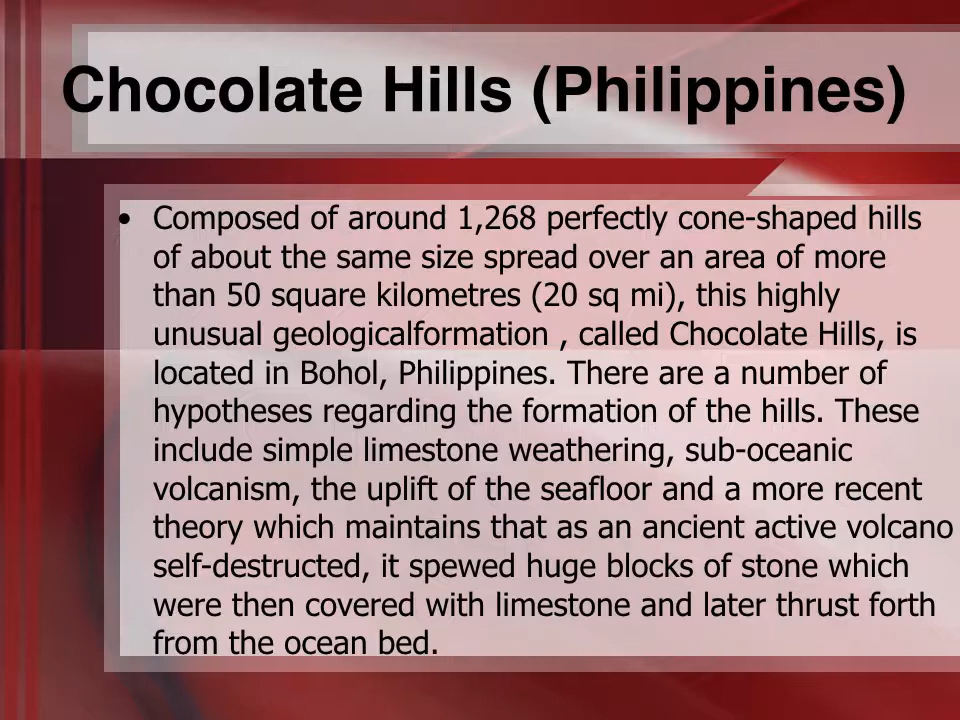 Chocolate Hills (Philippines)
• Composed of around 1,268 perfectly cone-shaped hills
of about the same size spread over an area of more
than 50 square kilometres (20 sq mi), this highly
unusual geologicalformation , called Chocolate Hills, is
located in Bohol, Philippines. There are a number of
hypotheses regarding the formation of the hills. These
include simple limestone weathering, sub-oceanic
volcanism, the uplift of the seafloor and a more recent
theory which maintains that as an ancient active volcano
self-destructed, it spewed huge blocks of stone which
were then covered with limestone and later thrust forth
from the ocean bed.